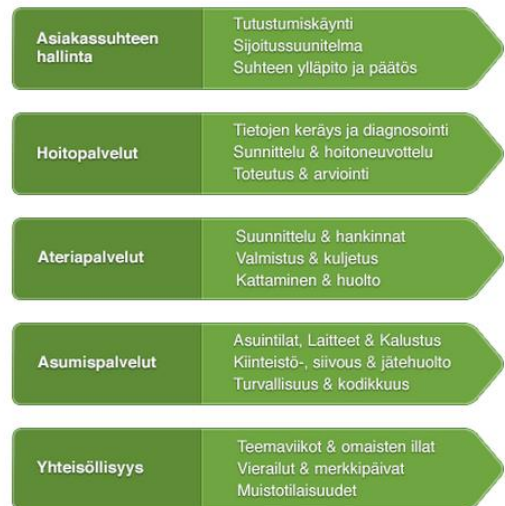 Asiakassuhteen
hallinta
Tutustumiskäynti
Sijoitussuunitelma
Suhteen ylläpito ja päätös
Hoitopalvelut
Tietojen keräys ja diagnosointi
Sunnittelu & hoitoneuvottelu
Toteutus & arviointi
Ateriapalvelut
Suunnittelu & hankinnat
Valmistus & kuljetus
Kattaminen & huolto
Asumispalvelut
Asuintilat, Laitteet & Kalustus
Kiinteistö-, siivous & jätehuolto
Turvallisuus & kodikkuus
Yhteisöllisyys
Teemaviikot & omaisten illat
Vierailut & merkkipäivat
Muistotilaisuudet